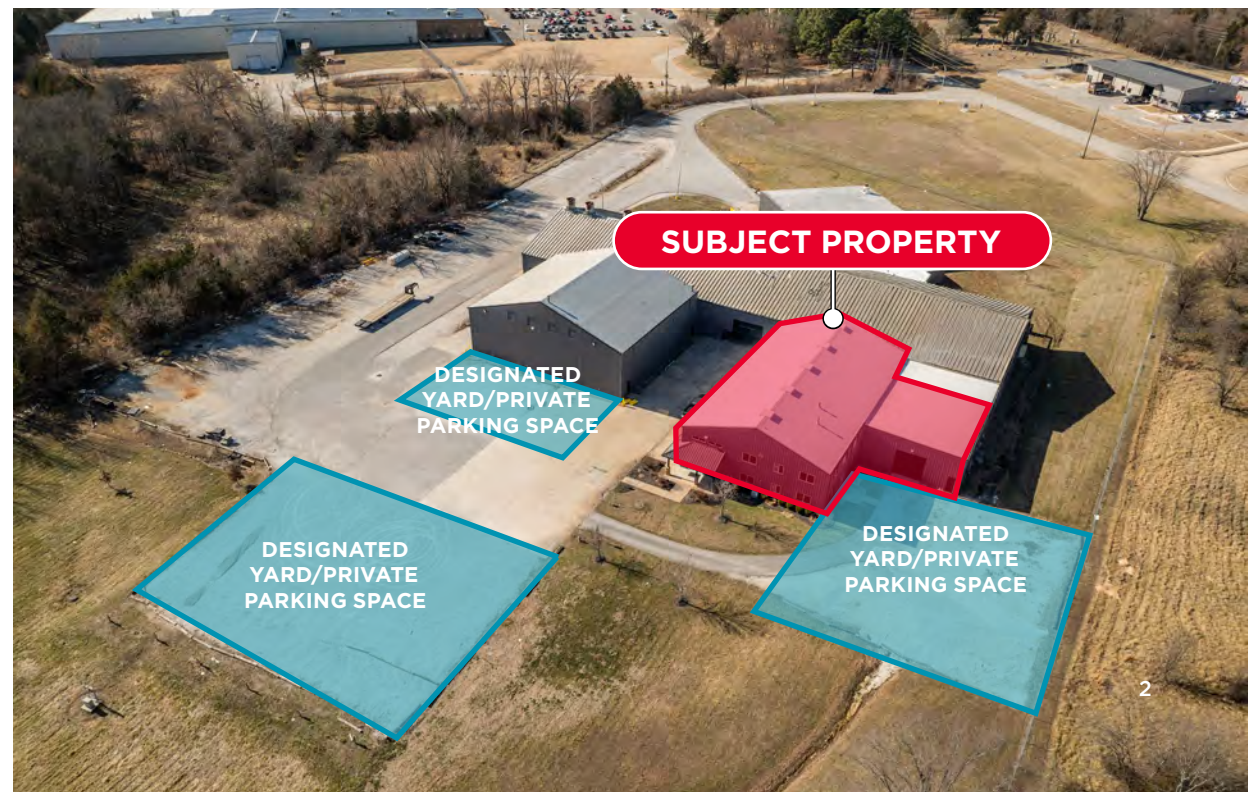 SUBJECT PROPERTY
DESIGNATED
YARD/PRIVATE
PARKING SPACE
DESIGNATED
YARD/PRIVATE
PARKING SPACE
DESIGNATED
YARD/PRIVATE
PARKING SPACE
2